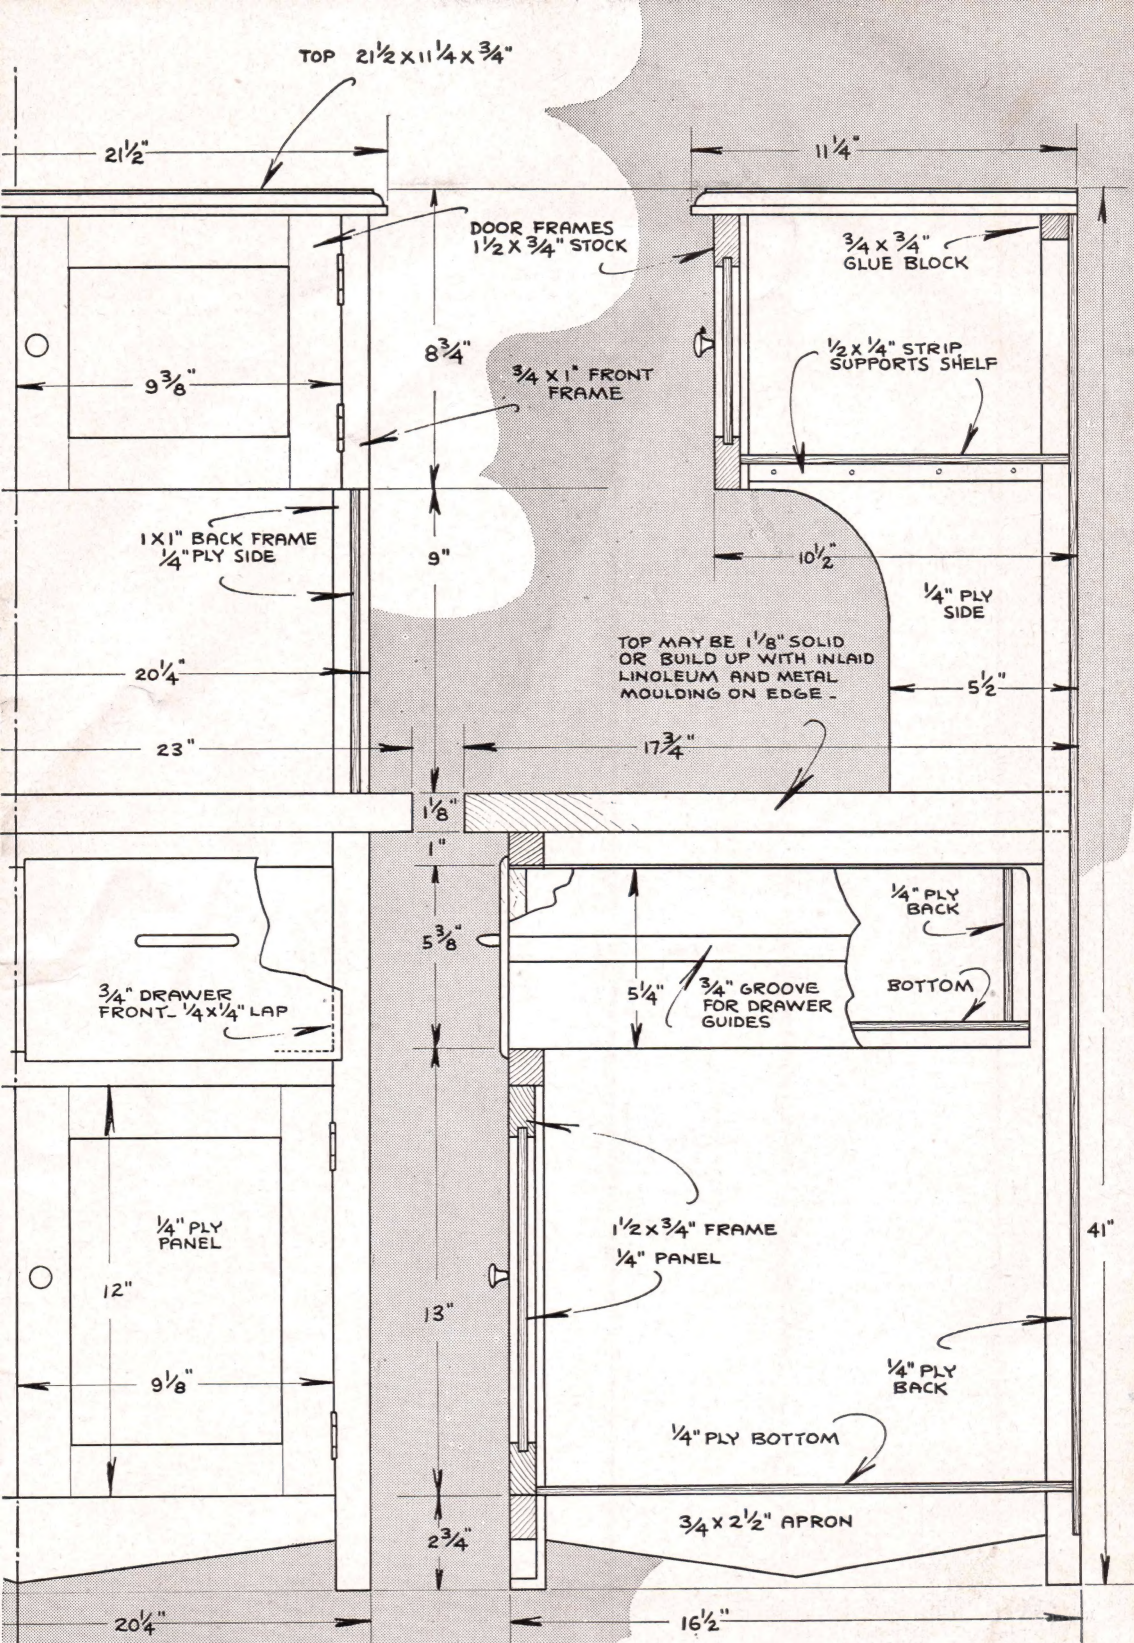 TOP 21½ X 11¼ X ¾"
21½"
11¼"
DOOR FRAMES
1½ X ¾" STOCK
¾ X ¾"
GLUE BLOCK
8¾"
½ X ¼" STRIP
SUPPORTS SHELF
9⅜"
¾ X 1" FRONT
FRAME
1 X 1" BACK FRAME
¼" PLY SIDE
9"
10½"
¼" PLY
SIDE
TOP MAY BE 1⅛" SOLID
OR BUILD UP WITH INLAID
LINOLEUM AND METAL
MOULDING ON EDGE -
20¼"
5½"
23"
17¾"
1⅛"
1"
¼" PLY
BACK
5⅜"
¾" DRAWER
FRONT - ¼ X ¼" LAP
5¼"
¾" GROOVE
FOR DRAWER
GUIDES
BOTTOM
¼" PLY
PANEL
1½ X ¾" FRAME
¼" PANEL
41"
12"
13"
9⅛"
¼" PLY
BACK
¼" PLY BOTTOM
2¾"
¾ X 2½" APRON
20¼"
16½"